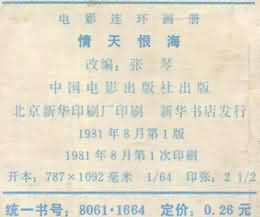 电影连环画册
情天恨海
改编：张琴
中国电影出版社出版
北京新华印刷厂印刷 新华书店发行
1981年8月第1版
1981年8月第1次印刷
开本：787×1092毫米 1/64 印张：2 1/2
统一书号：8061·1664 定价：0.26元